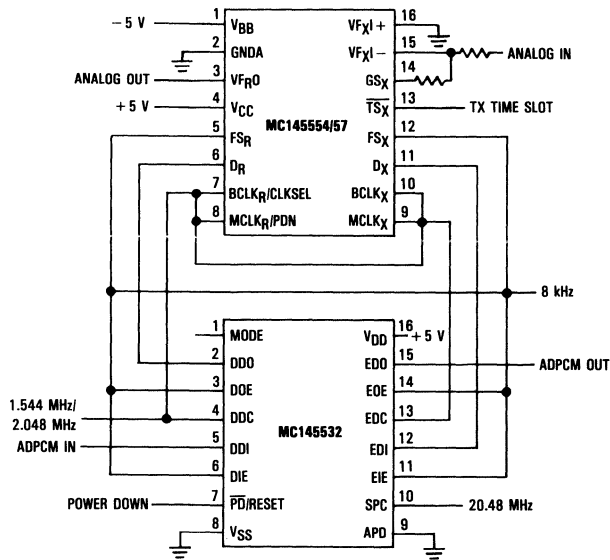 −5 V 1 VBB VFXI+ 16
2 GNDA VFXI− 15 ANALOG IN
ANALOG OUT 3 VFRO GSX 14
+5 V 4 VCC TSX 13 TX TIME SLOT
MC145554/57
5 FSR FSX 12
6 DR DX 11
7 BCLKR/CLKSEL BCLKX 10
8 MCLKR/PDN MCLKX 9
8 kHz
1 MODE VDD 16 +5 V
2 DDO EDO 15 ADPCM OUT
3 DOE EOE 14
1.544 MHz/
2.048 MHz 4 DDC EDC 13
MC145532
ADPCM IN 5 DDI EDI 12
6 DIE EIE 11
POWER DOWN 7 PD/RESET SPC 10 20.48 MHz
8 VSS APD 9